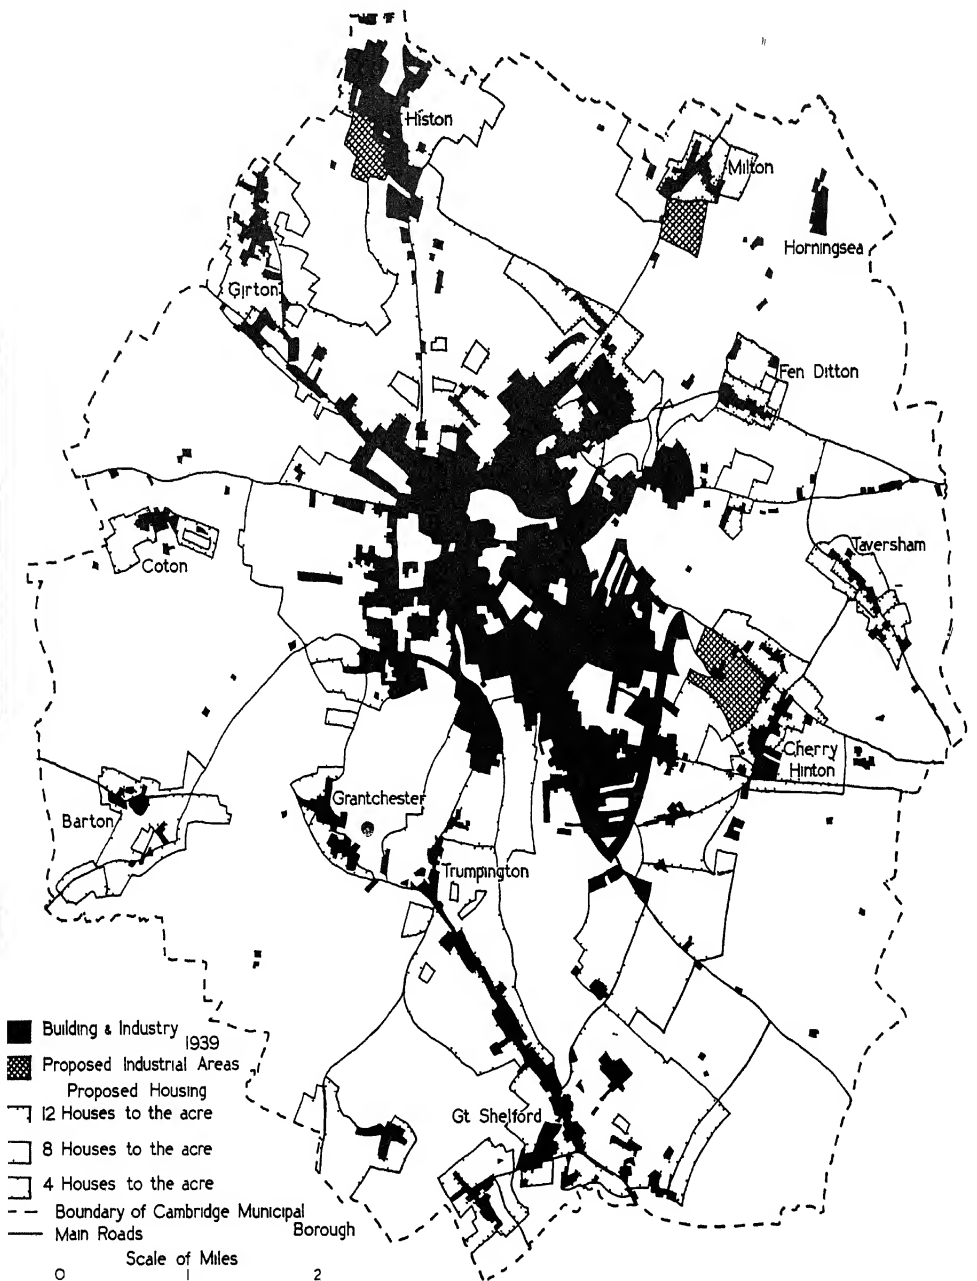 Histon
Milton
Horningsea
Girton
Fen Ditton
Coton
Taversham
Cherry
Hinton
Grantchester
Barton
Trumpington
Gt Shelford
Building & Industry
1939
Proposed Industrial Areas
Proposed Housing
12 Houses to the acre
8 Houses to the acre
4 Houses to the acre
Boundary of Cambridge Municipal
Borough
Main Roads
Scale of Miles
0 1 2